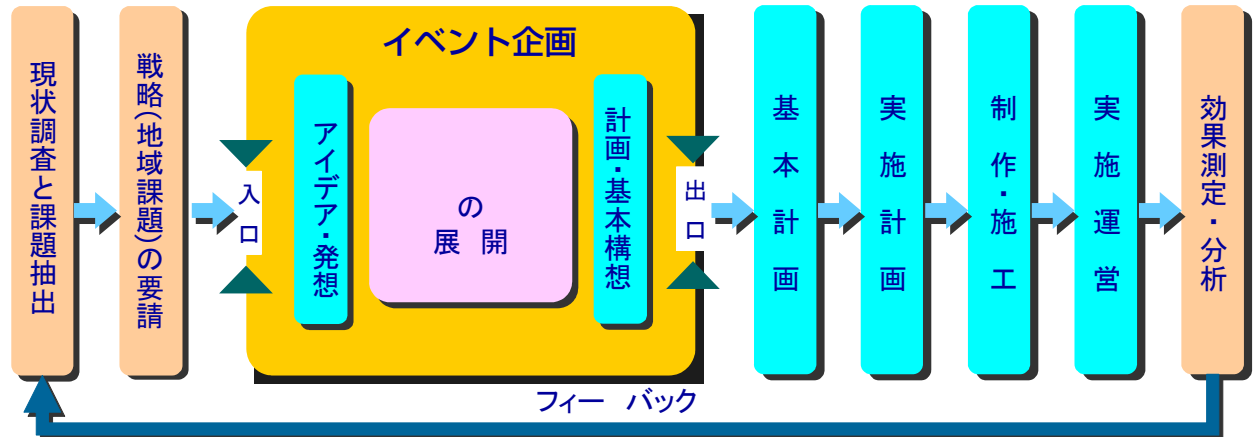 現状調査と課題抽出
戦略(地域課題)の要請
イベント企画
入口
アイデア・発想
の
展 開
計画・基本構想
出口
基本計画
実施計画
制作・施工
実施運営
効果測定・分析
フィー バック